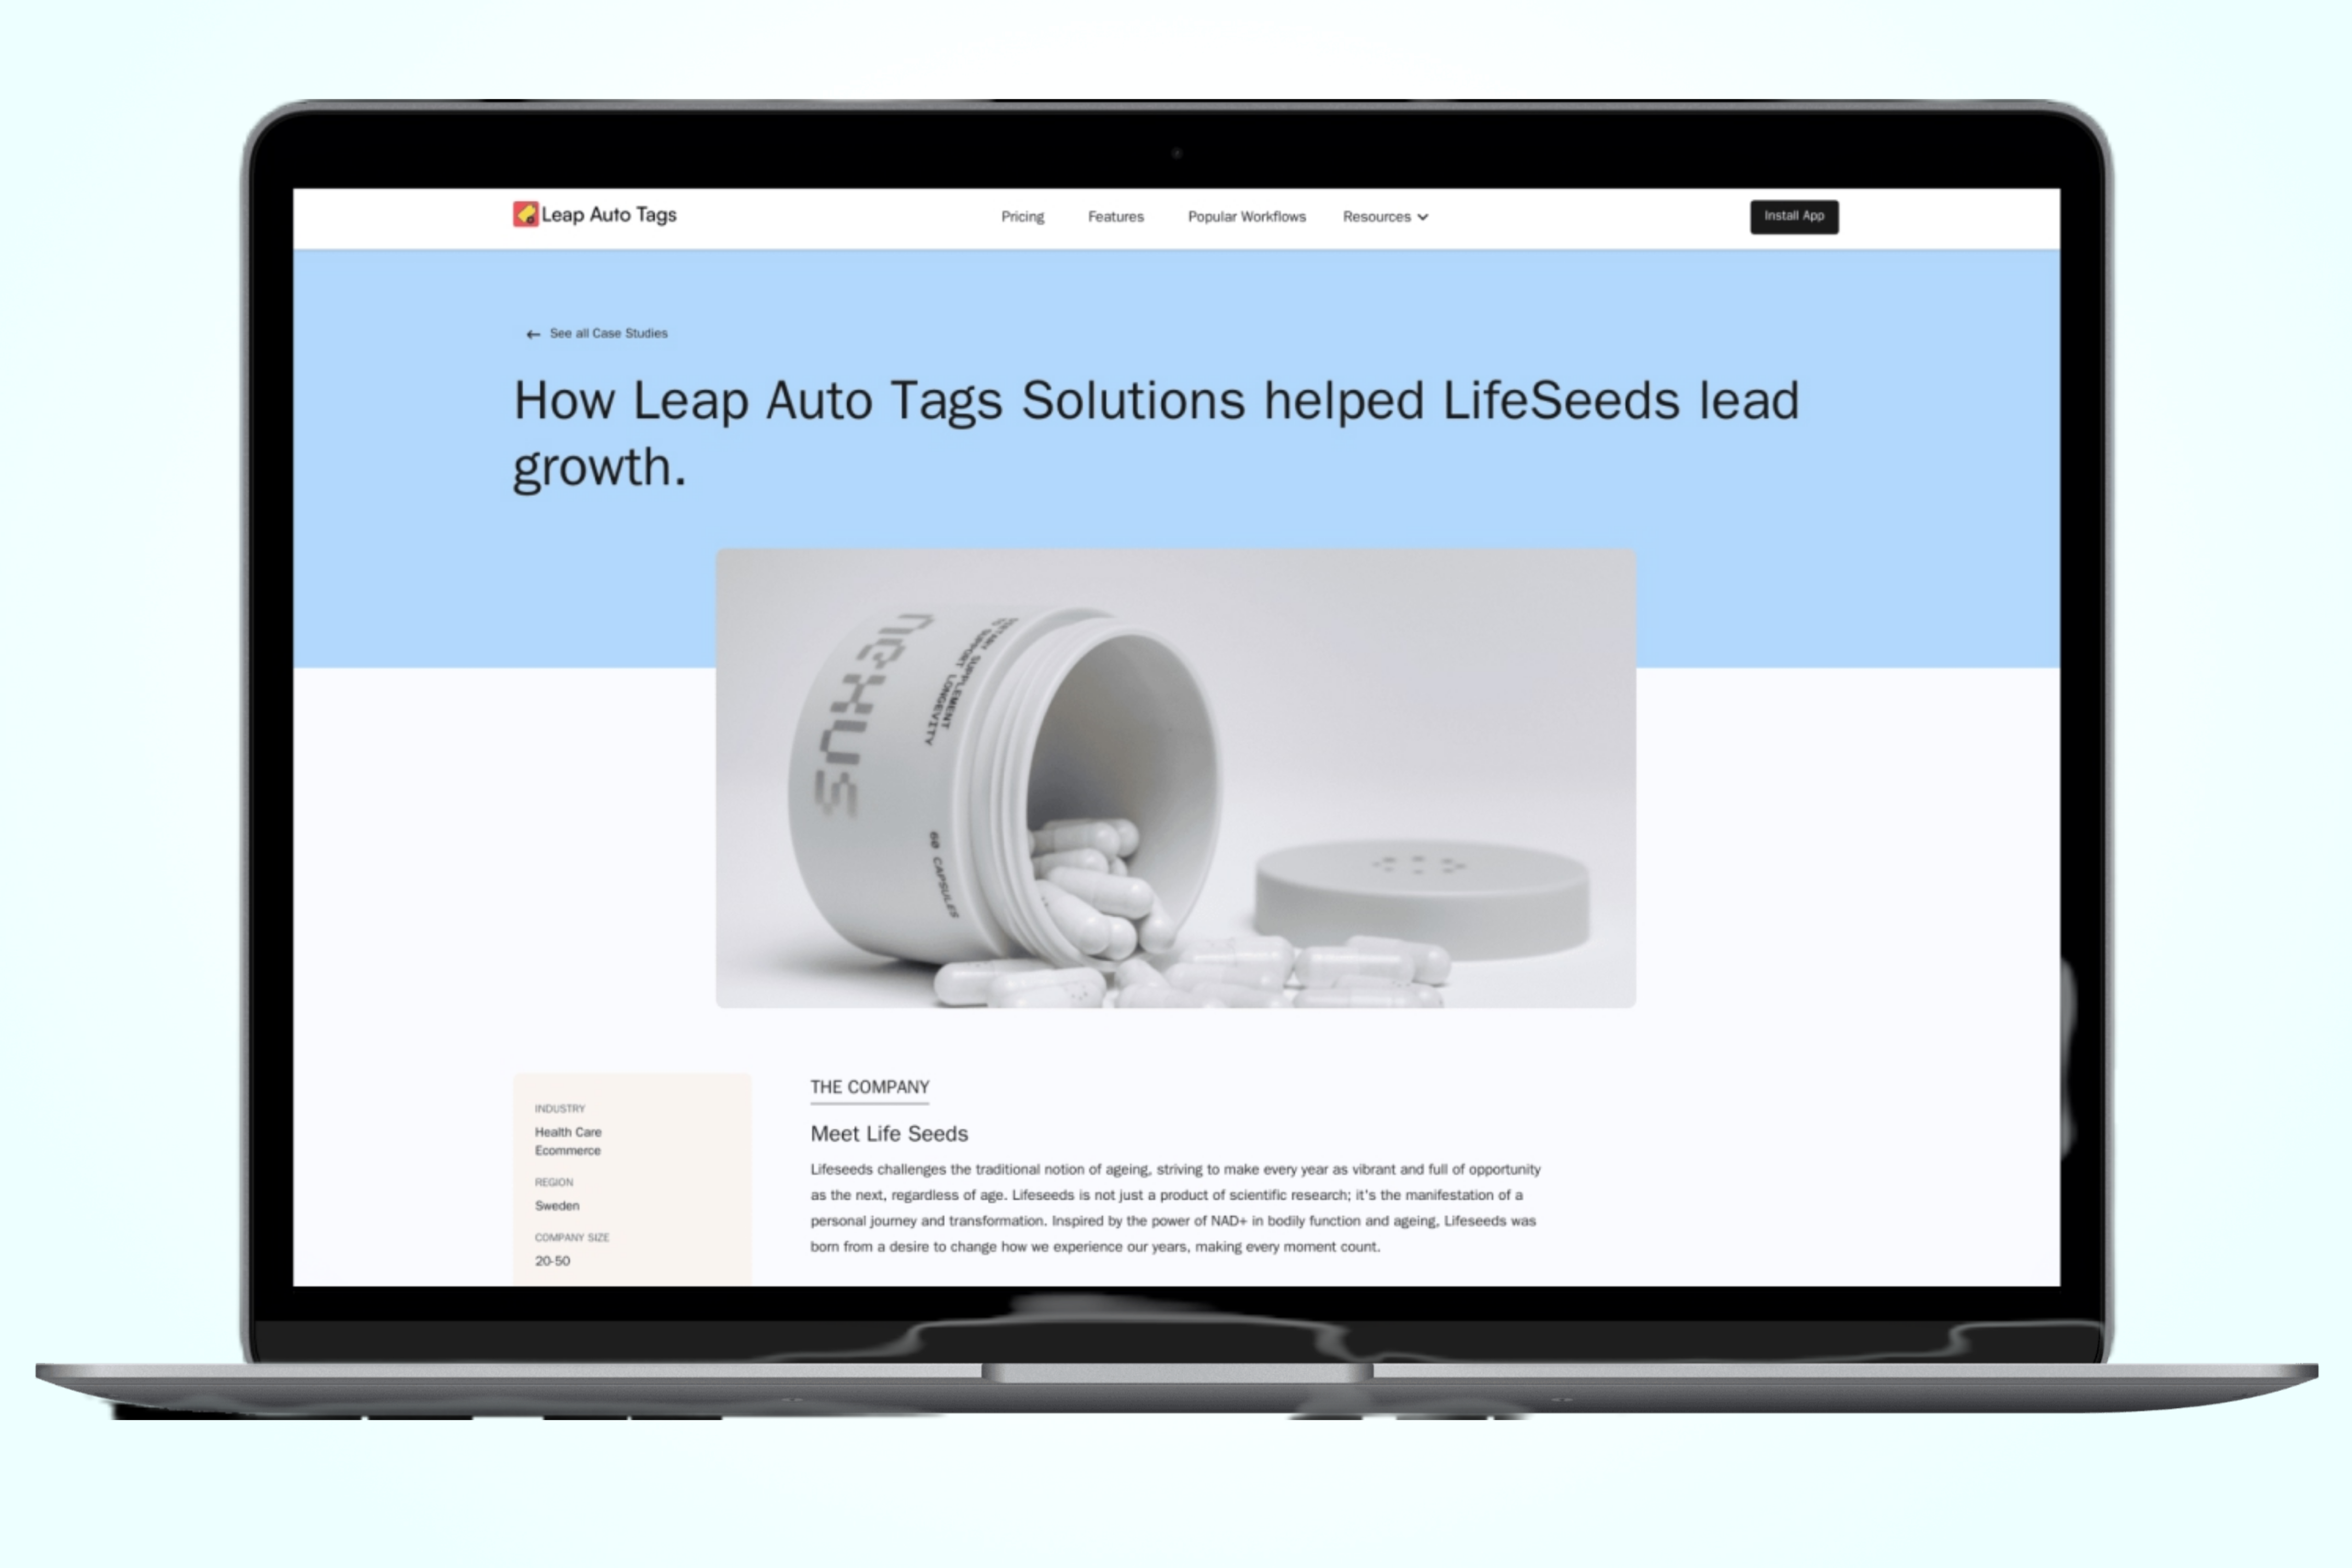 Leap Auto Tags
Pricing
Features
Popular Workflows
Resources
Install App
← See all Case Studies
How Leap Auto Tags Solutions helped LifeSeeds lead
growth.
nexus
DIETARY SUPPLEMENT
TO SUPPORT LONGEVITY
60 CAPSULES
INDUSTRY
Health Care
Ecommerce
REGION
Sweden
COMPANY SIZE
20-50
THE COMPANY
Meet Life Seeds
Lifeseeds challenges the traditional notion of ageing, striving to make every year as vibrant and full of opportunity
as the next, regardless of age. Lifeseeds is not just a product of scientific research; it's the manifestation of a
personal journey and transformation. Inspired by the power of NAD+ in bodily function and ageing, Lifeseeds was
born from a desire to change how we experience our years, making every moment count.